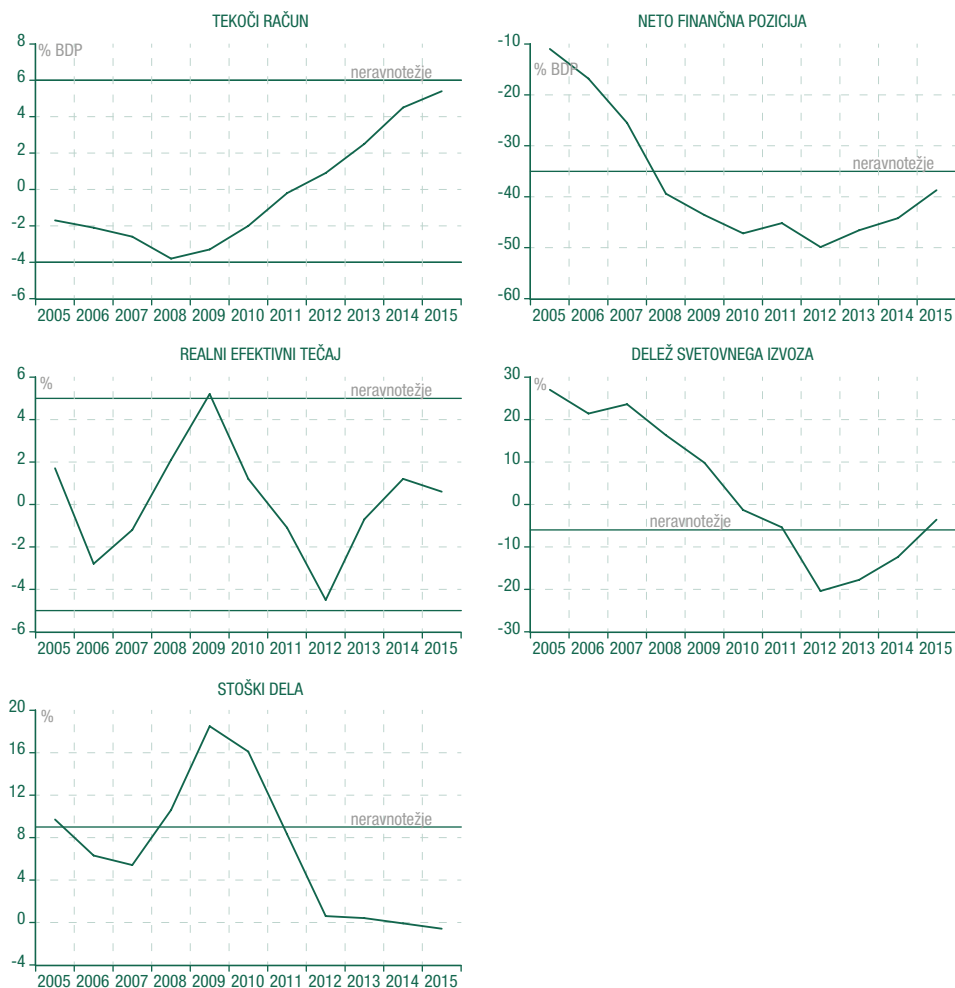 TEKOČI RAČUN
8
% BDP
neravnotežje
6
4
2
0
-2
-4
-6
2005 2006 2007 2008 2009 2010 2011 2012 2013 2014 2015
NETO FINANČNA POZICIJA
-10
% BDP
-20
-30
neravnotežje
-40
-50
-60
2005 2006 2007 2008 2009 2010 2011 2012 2013 2014 2015
REALNI EFEKTIVNI TEČAJ
6
%
neravnotežje
4
2
0
-2
-4
-6
2005 2006 2007 2008 2009 2010 2011 2012 2013 2014 2015
DELEŽ SVETOVNEGA IZVOZA
30
%
20
10
0
neravnotežje
-10
-20
-30
2005 2006 2007 2008 2009 2010 2011 2012 2013 2014 2015
STOŠKI DELA
20
%
16
12
neravnotežje
8
4
0
-4
2005 2006 2007 2008 2009 2010 2011 2012 2013 2014 2015